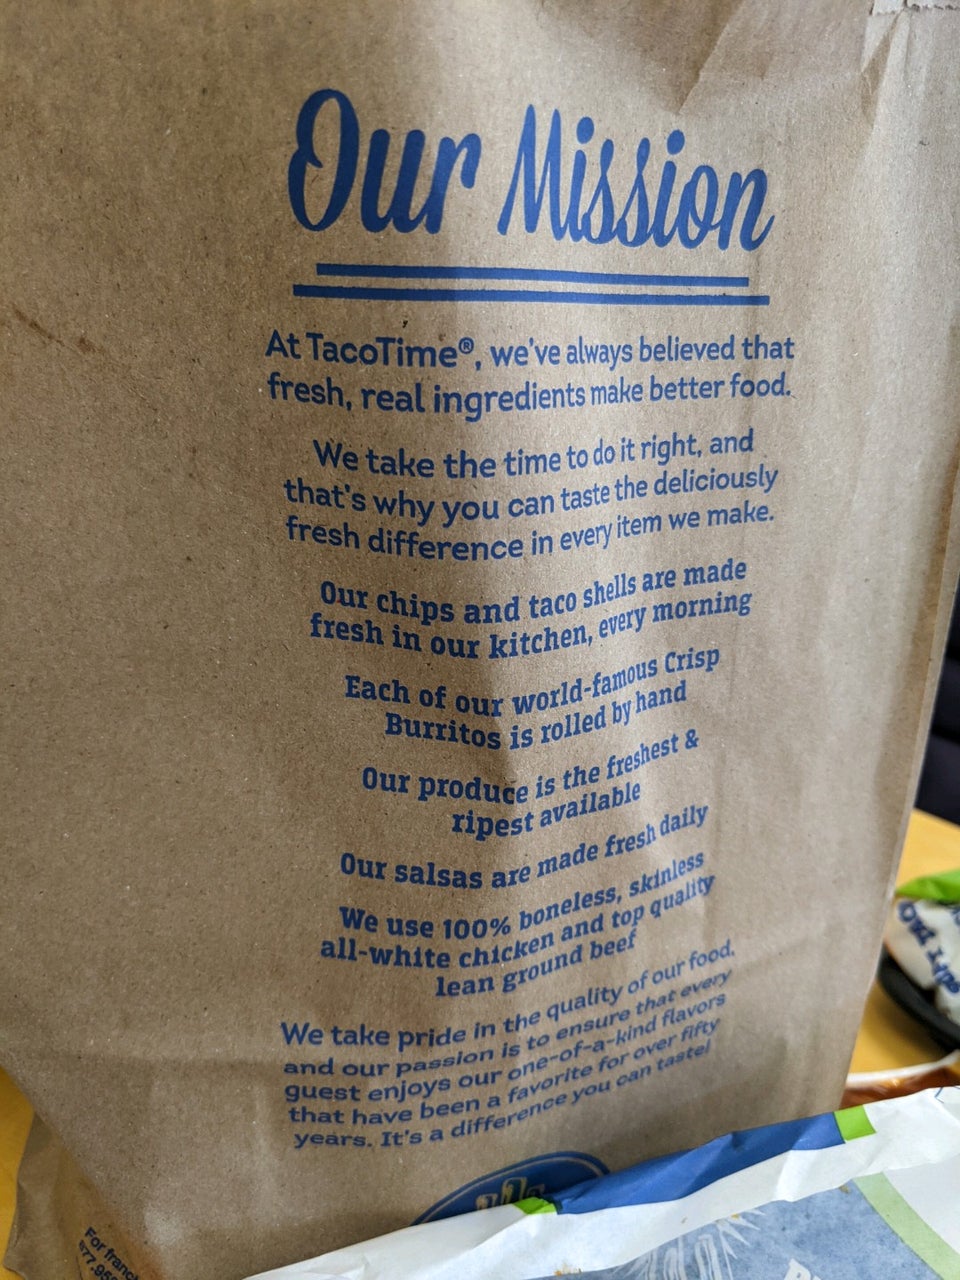 Our Mission
At TacoTime®, we've always believed that
fresh, real ingredients make better food.
We take the time to do it right, and
that's why you can taste the deliciously
fresh difference in every item we make.
Our chips and taco shells are made
fresh in our kitchen, every morning
Each of our world-famous Crisp
Burritos is rolled by hand
Our produce is the freshest &
ripest available
Our salsas are made fresh daily
We use 100% boneless, skinless
all-white chicken and top quality
lean ground beef
We take pride in the quality of our food,
and our passion is to ensure that every
guest enjoys our one-of-a-kind flavors
that have been a favorite for over fifty
years. It's a difference you can taste!
For